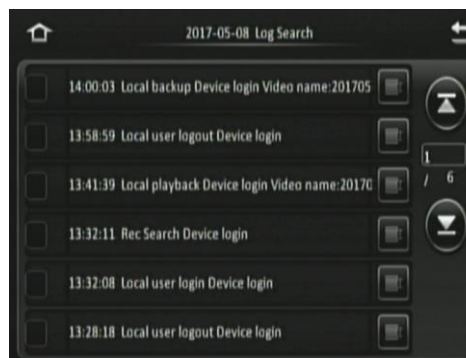 2017-05-08 Log Search
14:00:03 Local backup Device login Video name:201705
13:58:59 Local user logout Device login
1
13:41:39 Local playback Device login Video name:2017
/ 6
13:32:11 Rec Search Device login
13:32:08 Local user login Device login
13:28:18 Local user logout Device login